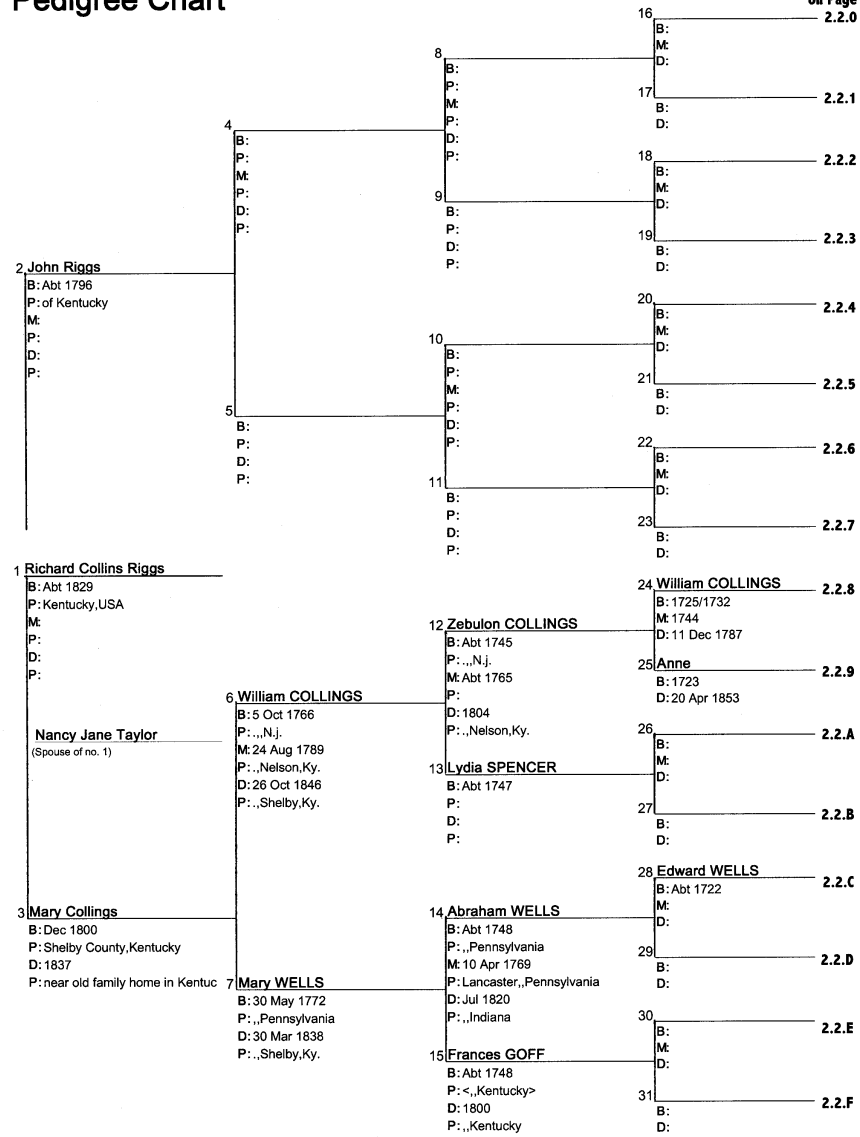 Pedigree Chart
on Page
16
2.2.0
B:
M:
D:
8
B:
P:
M:
P:
D:
P:
17
2.2.1
B:
D:
4
B:
P:
M:
P:
D:
P:
18
2.2.2
B:
M:
D:
9
B:
P:
D:
P:
19
2.2.3
B:
D:
2 John Riggs
B: Abt 1796
P: of Kentucky
M:
P:
D:
P:
20
2.2.4
B:
M:
D:
10
B:
P:
M:
P:
D:
P:
21
2.2.5
B:
D:
5
B:
P:
D:
P:
22
2.2.6
B:
M:
D:
11
B:
P:
D:
P:
23
2.2.7
B:
D:
1 Richard Collins Riggs
B: Abt 1829
P: Kentucky,USA
M:
P:
D:
P:
Nancy Jane Taylor
(Spouse of no. 1)
24 William COLLINGS
2.2.8
B: 1725/1732
M: 1744
D: 11 Dec 1787
12 Zebulon COLLINGS
B: Abt 1745
P: .,,N.j.
M: Abt 1765
P:
D: 1804
P: .,Nelson,Ky.
25 Anne
2.2.9
B: 1723
D: 20 Apr 1853
6 William COLLINGS
B: 5 Oct 1766
P: .,,N.j.
M: 24 Aug 1789
P: .,Nelson,Ky.
D: 26 Oct 1846
P: .,Shelby,Ky.
26
2.2.A
B:
M:
D:
13 Lydia SPENCER
B: Abt 1747
P:
D:
P:
27
2.2.B
B:
D:
28 Edward WELLS
2.2.C
B: Abt 1722
M:
D:
3 Mary Collings
B: Dec 1800
P: Shelby County,Kentucky
D: 1837
P: near old family home in Kentuc
14 Abraham WELLS
B: Abt 1748
P: ,,Pennsylvania
M: 10 Apr 1769
P: Lancaster,,Pennsylvania
D: Jul 1820
P: ,,Indiana
29
2.2.D
B:
D:
7 Mary WELLS
B: 30 May 1772
P: ,,Pennsylvania
D: 30 Mar 1838
P: .,Shelby,Ky.
30
2.2.E
B:
M:
D:
15 Frances GOFF
B: Abt 1748
P: <,,Kentucky>
D: 1800
P: ,,Kentucky
31
2.2.F
B:
D: